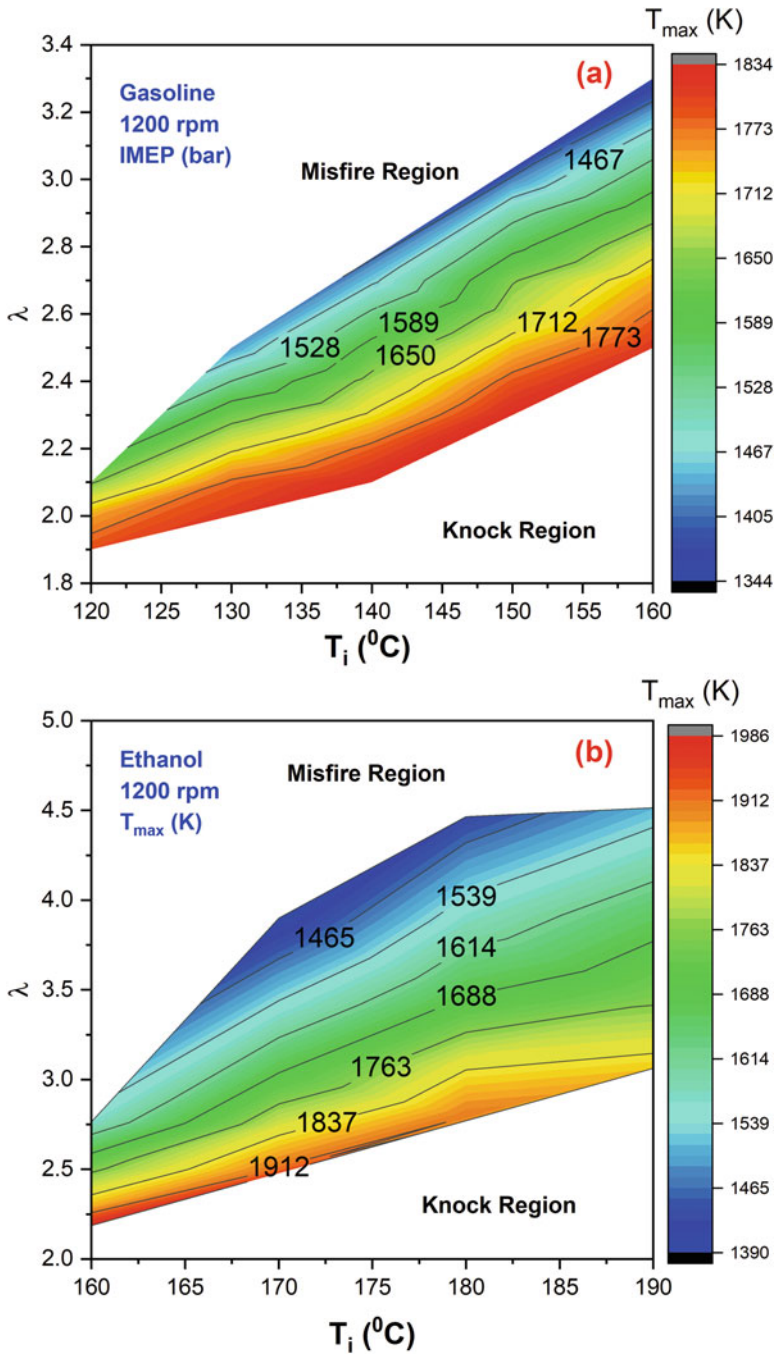 T_max (K)
(a)
Gasoline
1200 rpm
IMEP (bar)
Misfire Region
Knock Region
1467
1528
1589
1650
1712
1773
λ
3.4
3.2
3.0
2.8
2.6
2.4
2.2
2.0
1.8
120 125 130 135 140 145 150 155 160
T_i (⁰C)
1834
1773
1712
1650
1589
1528
1467
1405
1344
T_max (K)
(b)
Ethanol
1200 rpm
T_max (K)
Misfire Region
Knock Region
1465
1539
1614
1688
1763
1837
1912
λ
5.0
4.5
4.0
3.5
3.0
2.5
2.0
160 165 170 175 180 185 190
T_i (⁰C)
1986
1912
1837
1763
1688
1614
1539
1465
1390